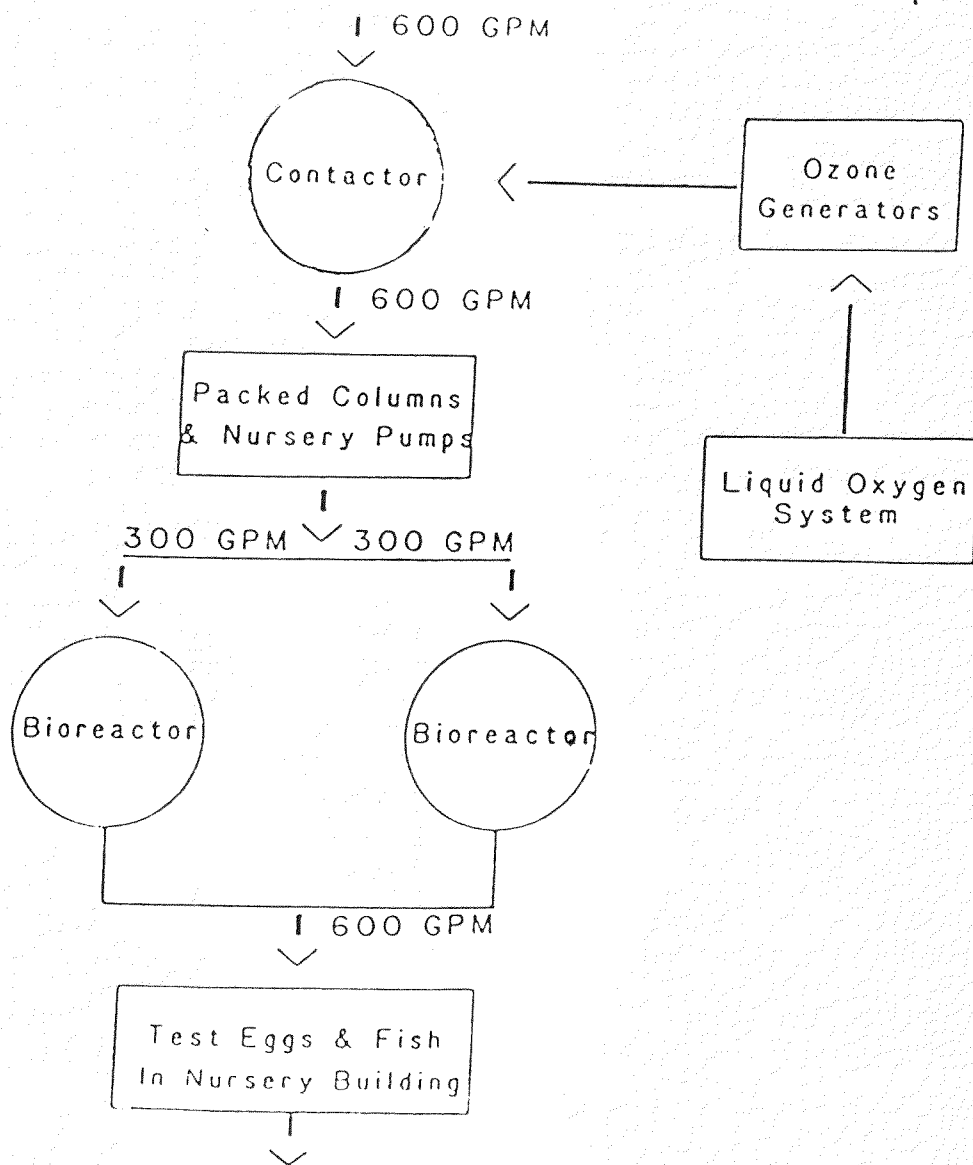 600 GPM
Contactor
Ozone
Generators
600 GPM
Packed Columns
& Nursery Pumps
Liquid Oxygen
System
300 GPM 300 GPM
Bioreactor
Bioreactor
600 GPM
Test Eggs & Fish
In Nursery Building